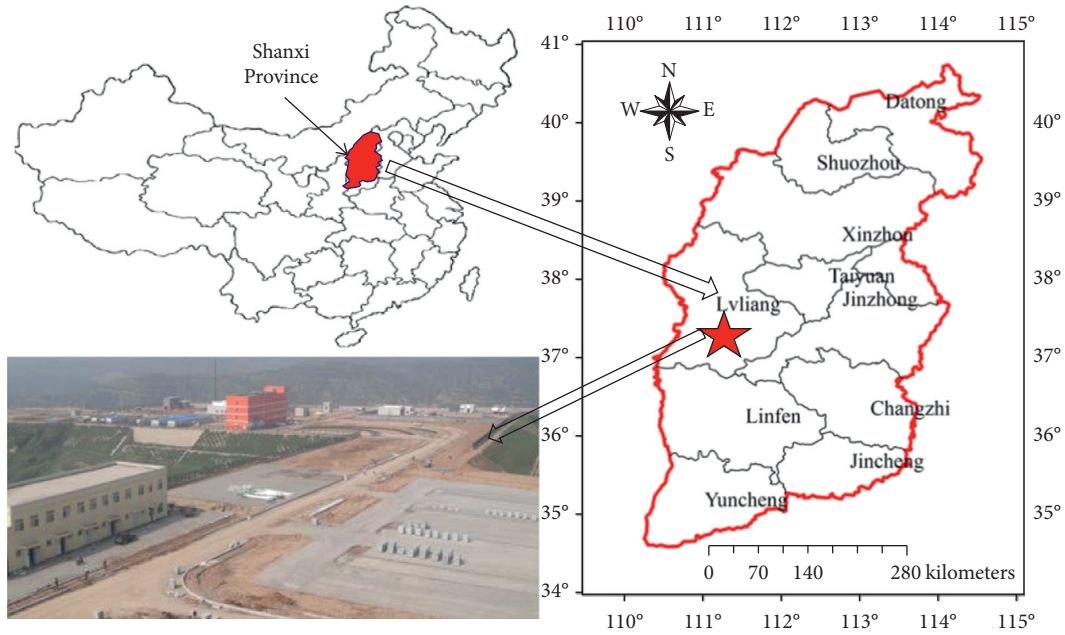 Shanxi
Province
110° 111° 112° 113° 114° 115°
41°
40°
39°
38°
37°
36°
35°
34°
N
W E
S
Datong
Shuozhou
Xinzhou
Taiyuan
Jinzhong
Lvliang
Linfen
Changzhi
Jincheng
Yuncheng
0 70 140 280 kilometers
40°
39°
38°
37°
36°
35°
110° 111° 112° 113° 114° 115°